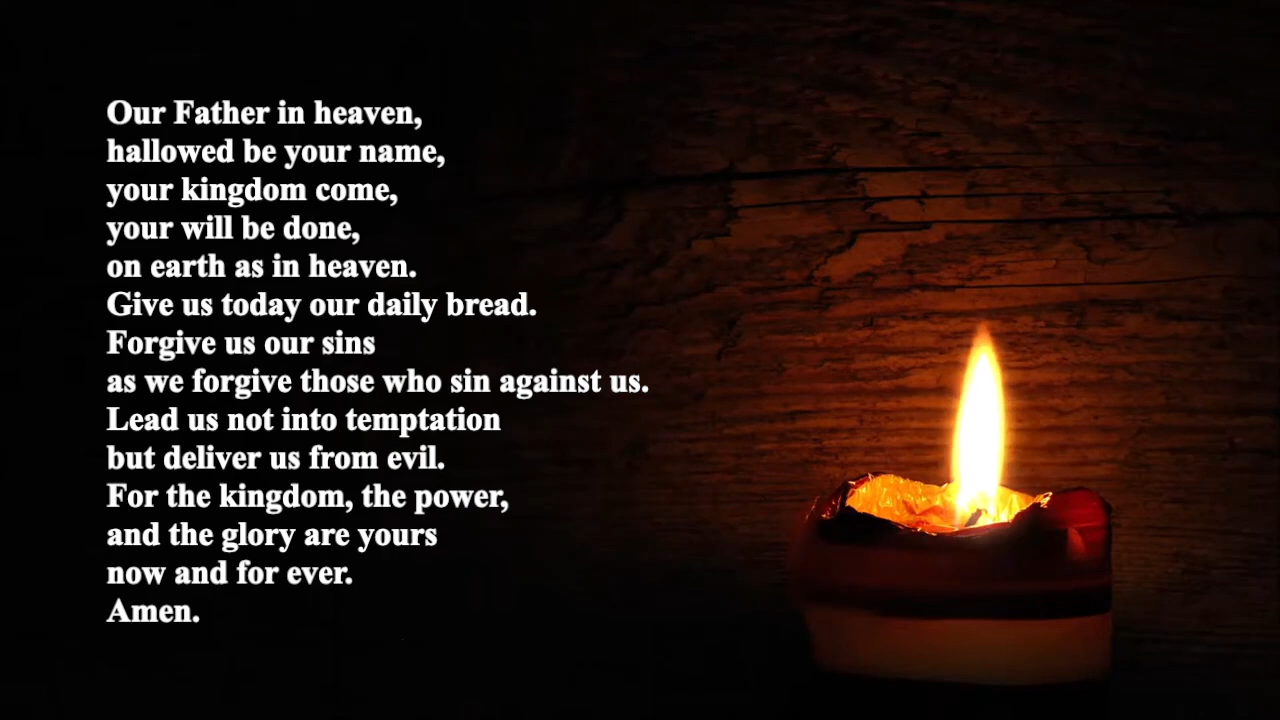 Our Father in heaven,
hallowed be your name,
your kingdom come,
your will be done,
on earth as in heaven.
Give us today our daily bread.
Forgive us our sins
as we forgive those who sin against us.
Lead us not into temptation
but deliver us from evil.
For the kingdom, the power,
and the glory are yours
now and for ever.
Amen.